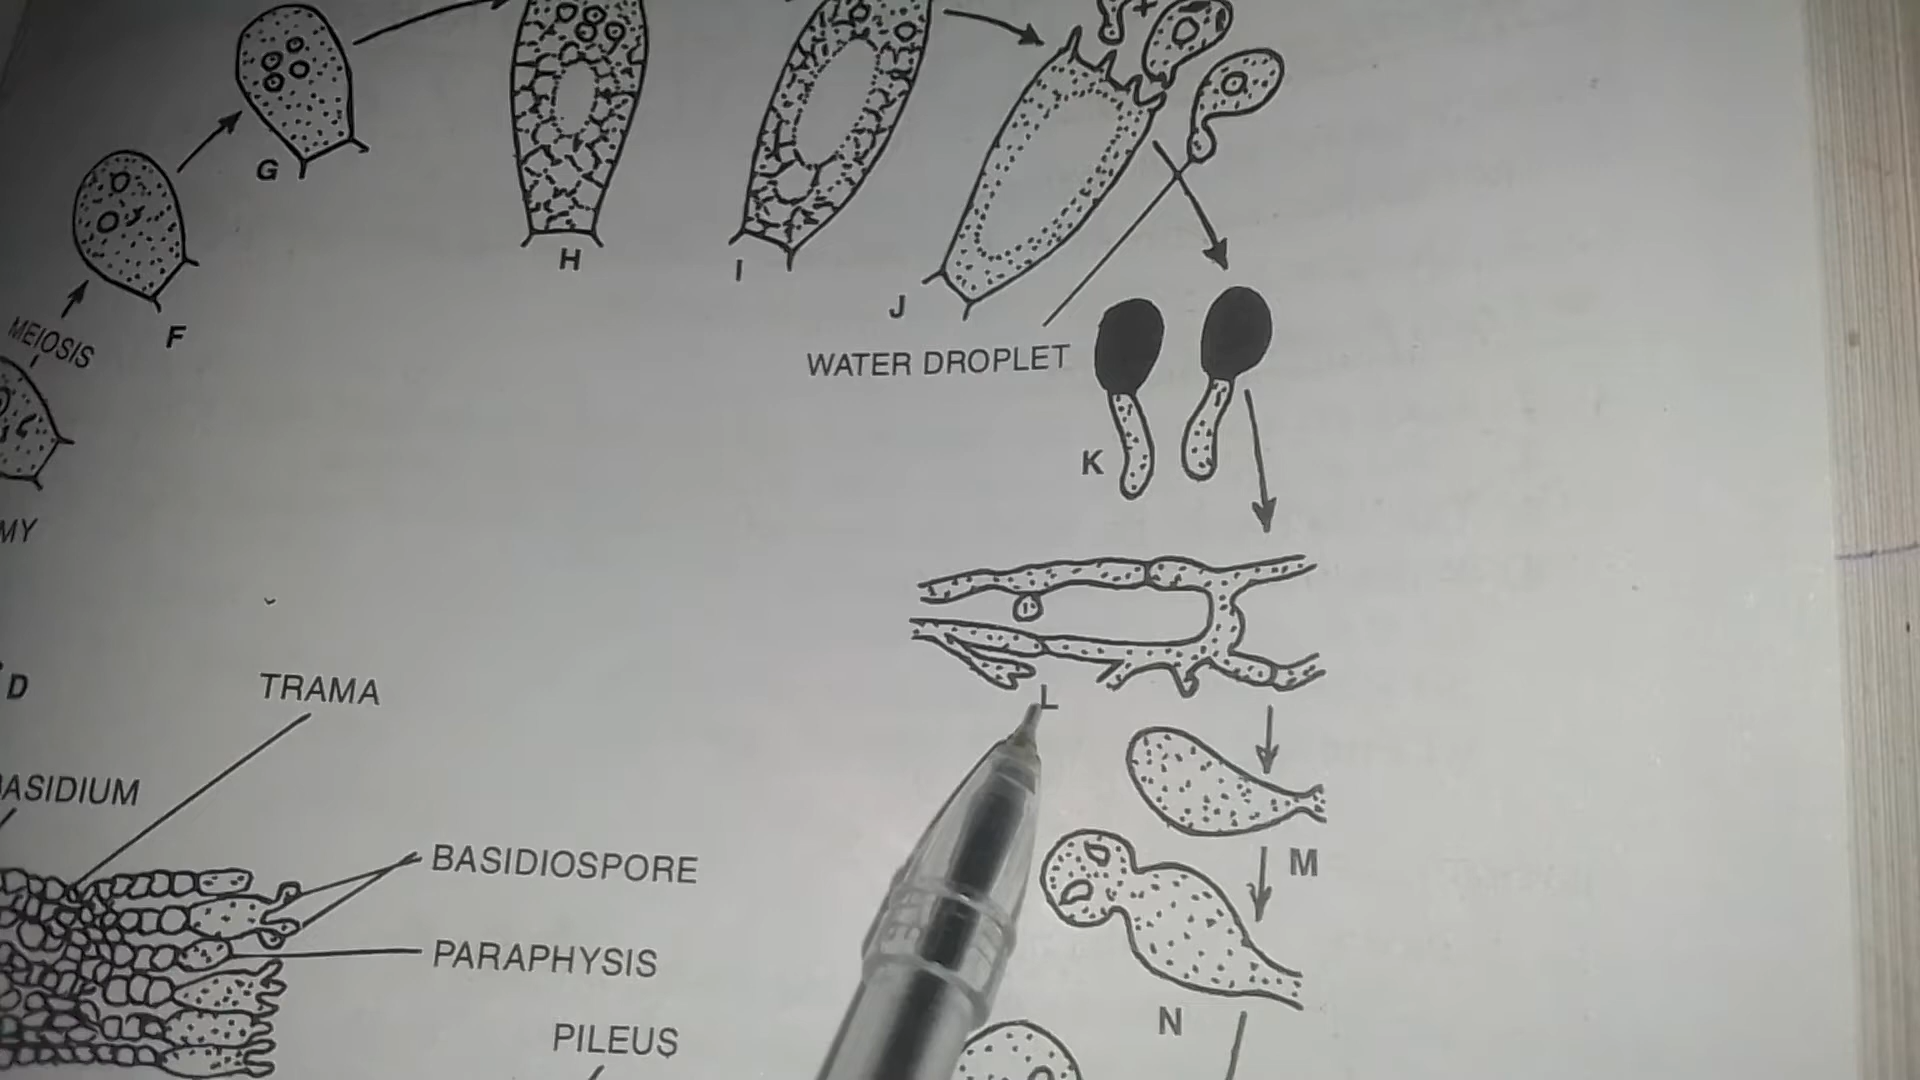 G
H
I
J
F
MEIOSIS
WATER DROPLET
K
MY
D
TRAMA
L
ASIDIUM
BASIDIOSPORE
M
PARAPHYSIS
N
PILEUS